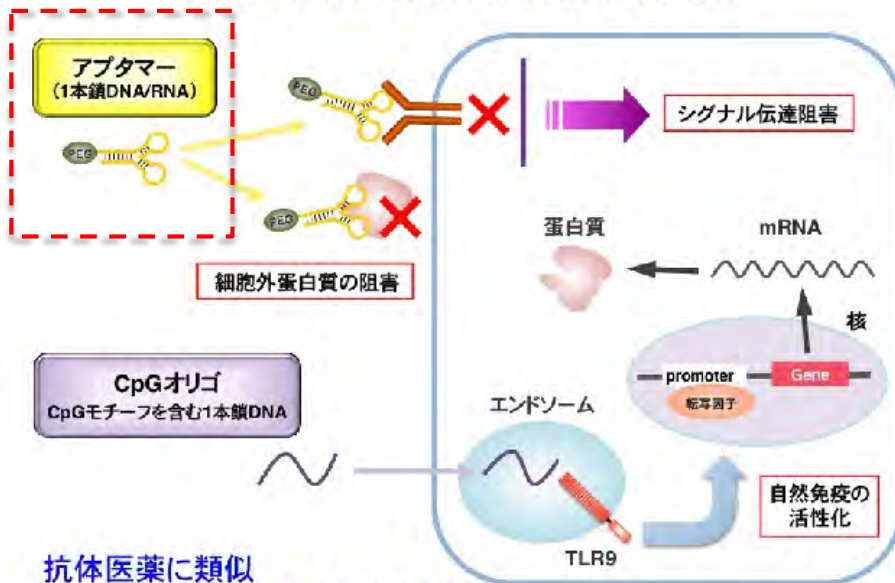 アプタマー
(1本鎖DNA/RNA)
PEG
PEG
PEG
シグナル伝達阻害
細胞外蛋白質の阻害
蛋白質
mRNA
核
promoter
Gene
転写因子
CpGオリゴ
CpGモチーフを含む1本鎖DNA
エンドソーム
TLR9
自然免疫の
活性化
抗体医薬に類似